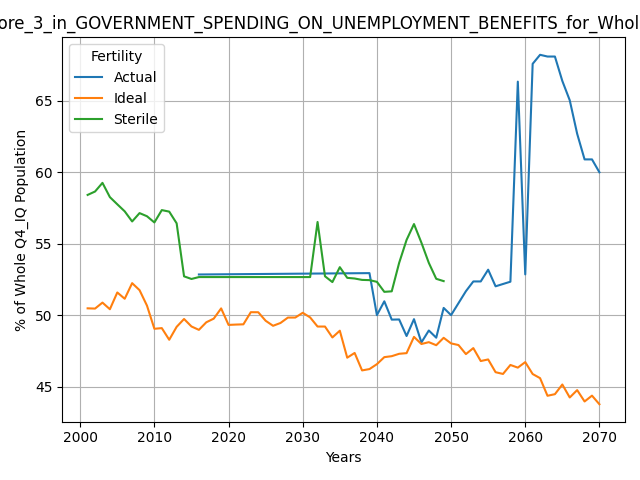 ore_3_in_GOVERNMENT_SPENDING_ON_UNEMPLOYMENT_BENEFITS_for_Whol
Fertility
Actual
Ideal
Sterile
% of Whole Q4_IQ Population
65
60
55
50
45
2000 2010 2020 2030 2040 2050 2060 2070
Years